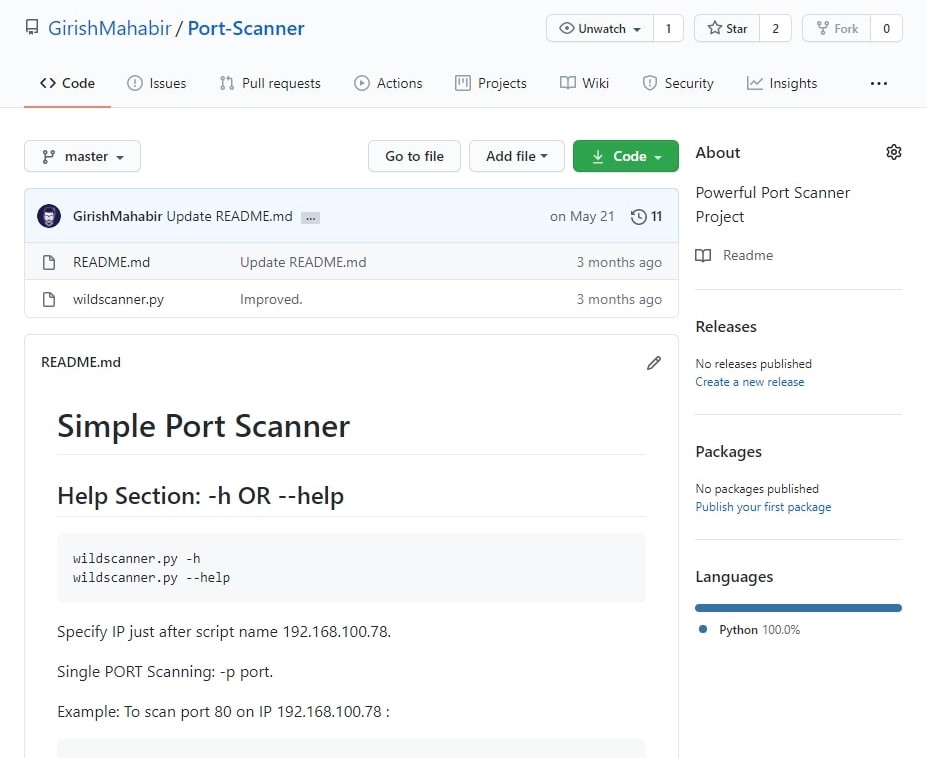 GirishMahabir / Port-Scanner
Unwatch 1
Star 2
Fork 0
Code
Issues
Pull requests
Actions
Projects
Wiki
Security
Insights
...
master
Go to file
Add file
Code
GirishMahabir Update README.md ...
on May 21
11
README.md Update README.md 3 months ago
wildscanner.py Improved. 3 months ago
README.md
Simple Port Scanner
Help Section: -h OR --help
wildscanner.py -h
wildscanner.py --help
Specify IP just after script name 192.168.100.78.
Single PORT Scanning: -p port.
Example: To scan port 80 on IP 192.168.100.78 :
About
Powerful Port Scanner
Project
Readme
Releases
No releases published
Create a new release
Packages
No packages published
Publish your first package
Languages
Python 100.0%